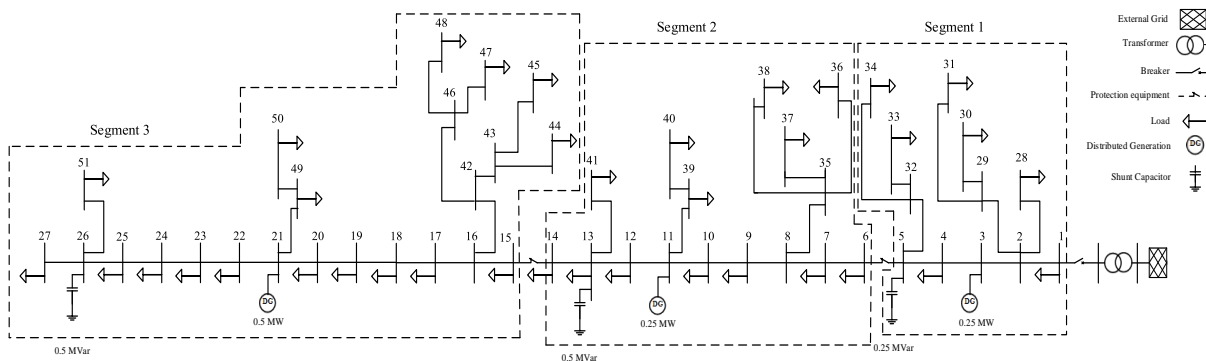 Segment 1
Segment 2
Segment 3
External Grid
Transformer
Breaker
Protection equipment
Load
DG
Distributed Generation
Shunt Capacitor
48
47
45
46
44
43
42
50
49
51
38
36
37
35
40
39
41
34
33
32
31
30
29
28
27
26
25
24
23
22
21
20
19
18
17
16
15
14
13
12
11
10
9
8
7
6
5
4
3
2
1
DG
0.5 MW
DG
0.25 MW
DG
0.25 MW
0.5 MVar
0.5 MVar
0.25 MVar